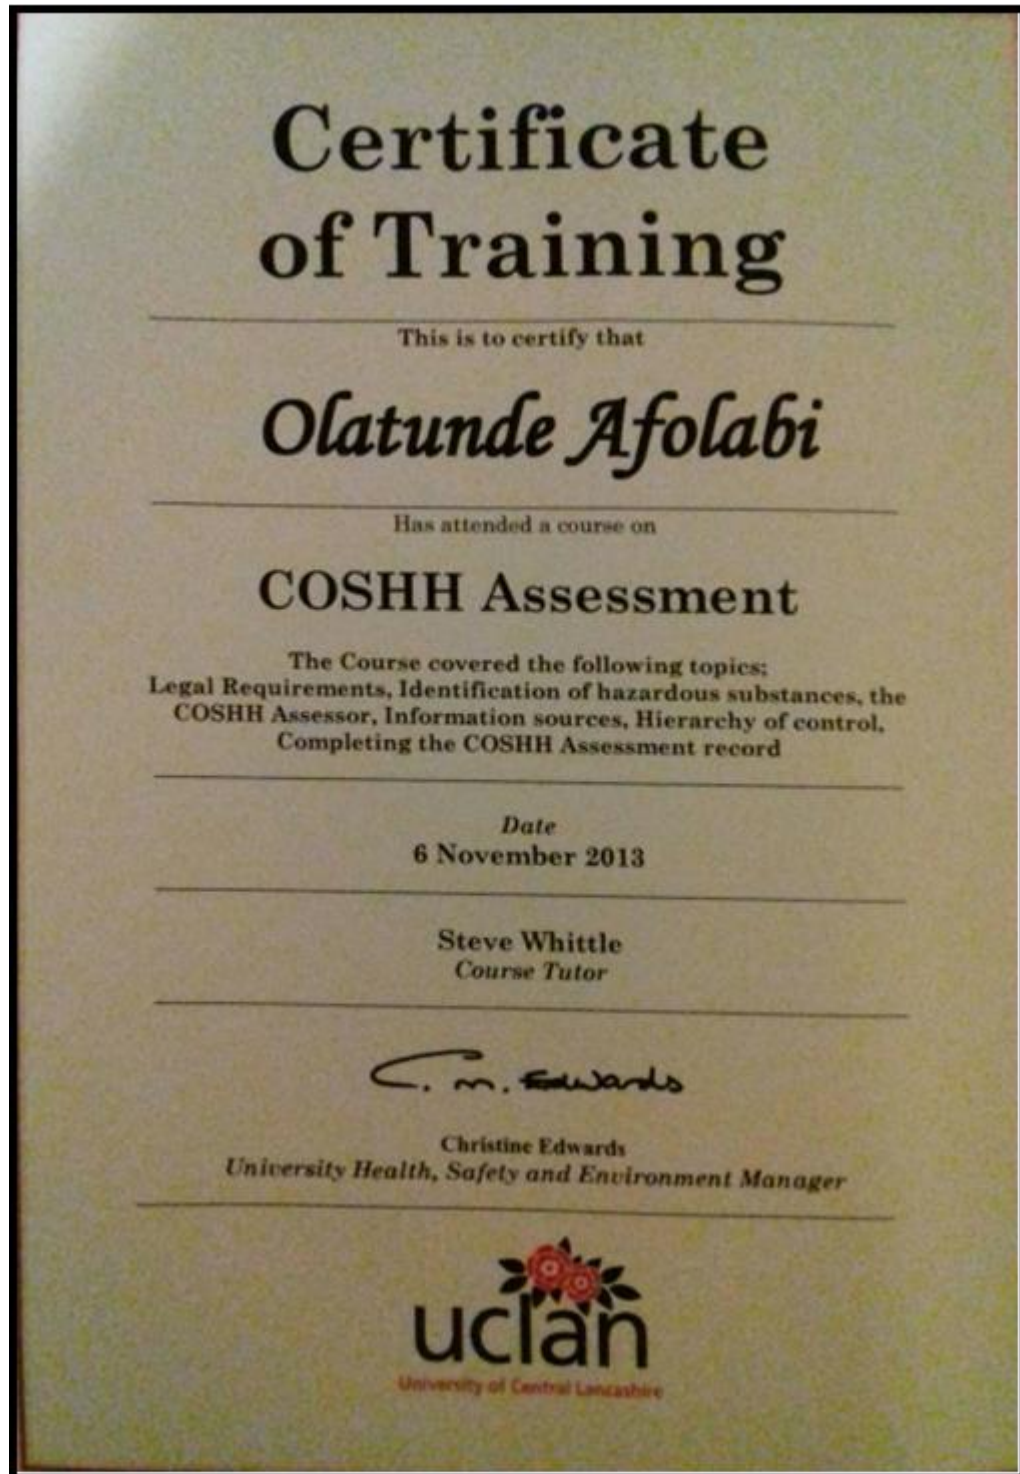 Certificate
of Training
This is to certify that
Olatunde Afolabi
Has attended a course on
COSHH Assessment
The Course covered the following topics:
Legal Requirements, Identification of hazardous substances, the
COSHH Assessor, Information sources, Hierarchy of control,
Completing the COSHH Assessment record
Date
6 November 2013
Steve Whittle
Course Tutor
C. M. Edwards
Christine Edwards
University Health, Safety and Environment Manager
uclan
University of Central Lancashire